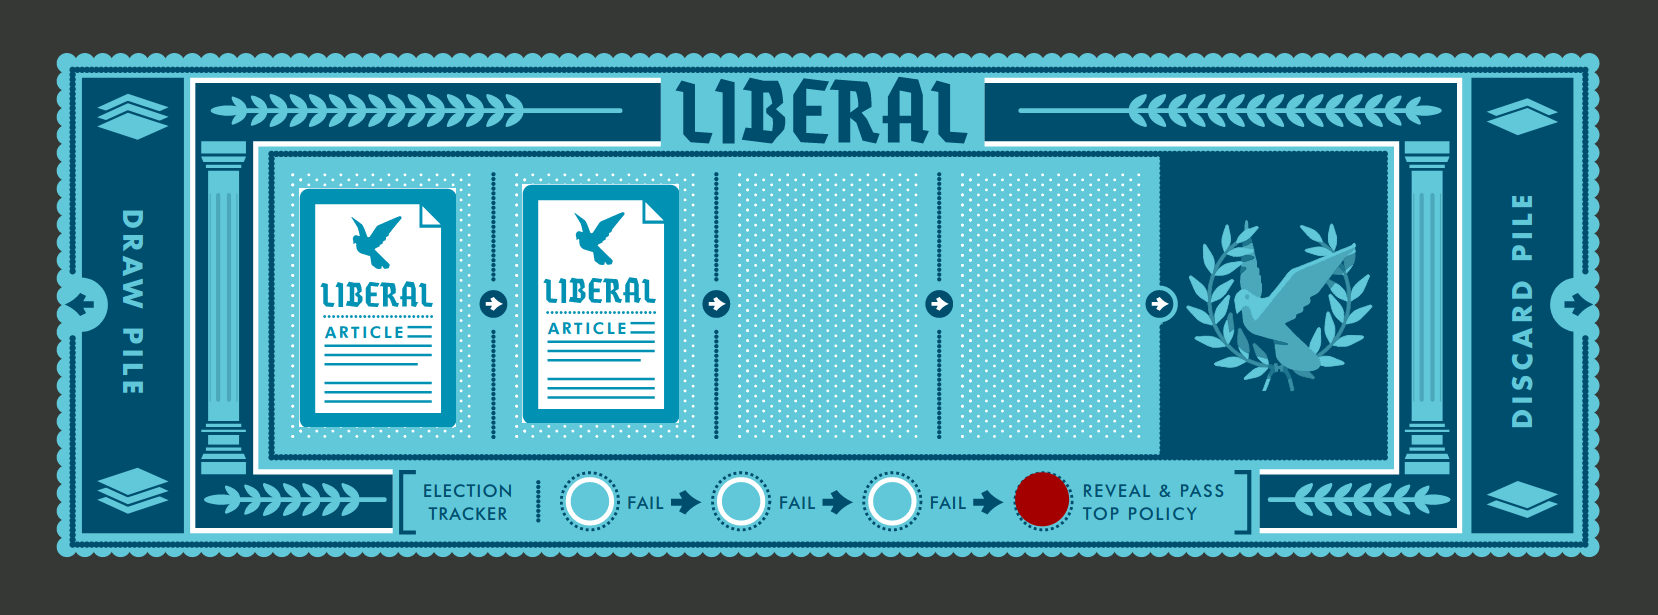 LIBERAL
DRAW PILE
LIBERAL
ARTICLE
LIBERAL
ARTICLE
DISCARD PILE
ELECTION
TRACKER
FAIL
FAIL
FAIL
REVEAL & PASS
TOP POLICY